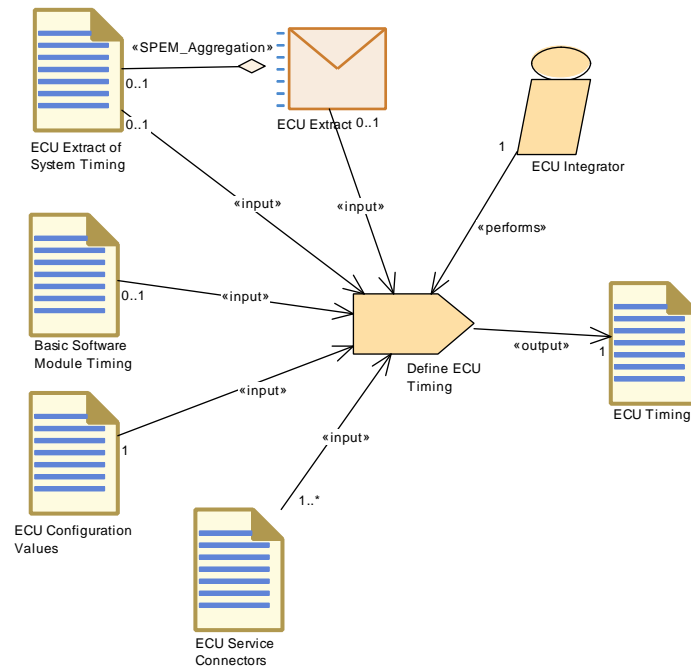 «SPEM_Aggregation»
0..1
0..1
ECU Extract
0..1
ECU Extract of
System Timing
1
ECU Integrator
«input»
«input»
«performs»
0..1
«input»
Basic Software
Module Timing
Define ECU
Timing
«output»
1
«input»
ECU Timing
1
«input»
1..*
ECU Configuration
Values
ECU Service
Connectors